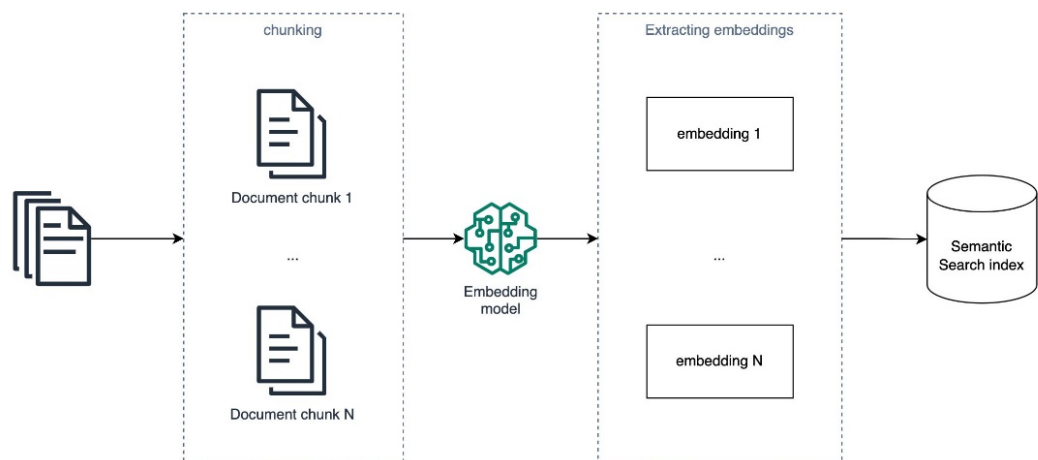 chunking
Document chunk 1
...
Document chunk N
Embedding
model
Extracting embeddings
embedding 1
...
embedding N
Semantic
Search index